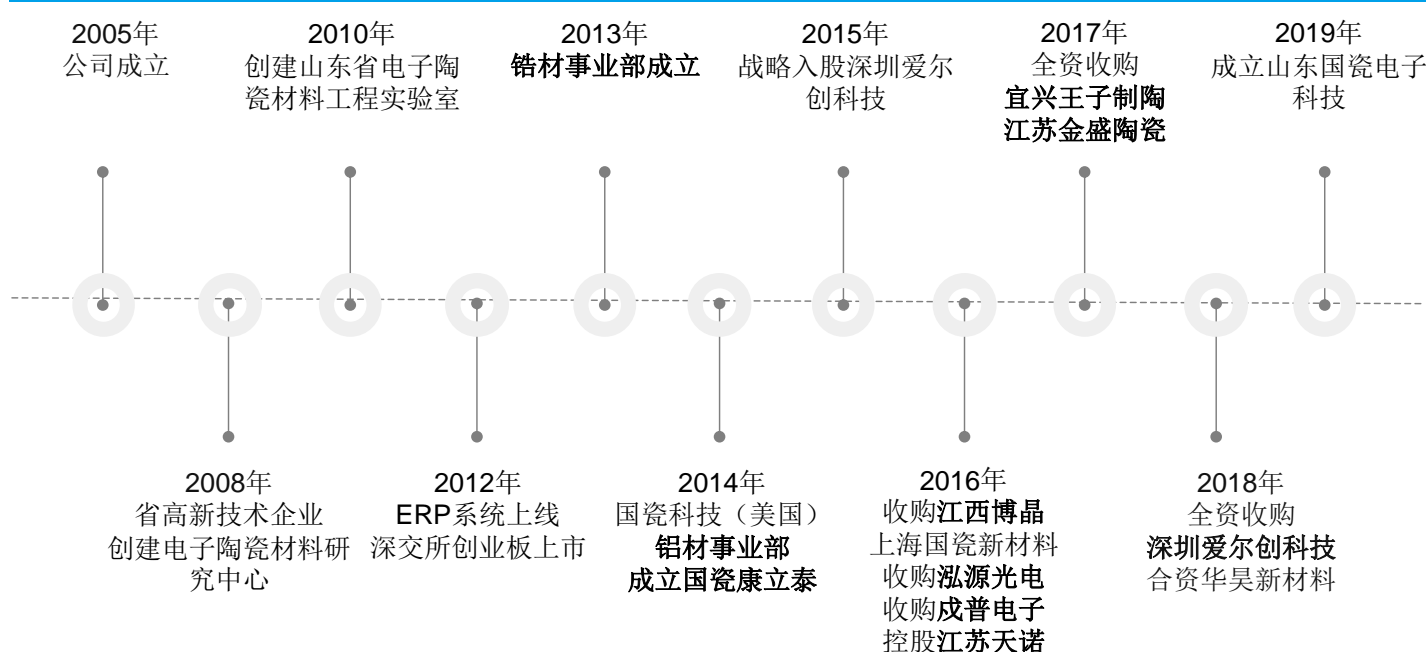 2005年
公司成立
2010年
创建山东省电子陶
瓷材料工程实验室
2013年
锆材事业部成立
2015年
战略入股深圳爱尔
创科技
2017年
全资收购
宜兴王子制陶
江苏金盛陶瓷
2019年
成立山东国瓷电子
科技
2008年
省高新技术企业
创建电子陶瓷材料研
究中心
2012年
ERP系统上线
深交所创业板上市
2014年
国瓷科技（美国）
铝材事业部
成立国瓷康立泰
2016年
收购江西博晶
上海国瓷新材料
收购泓源光电
收购戍普电子
控股江苏天诺
2018年
全资收购
深圳爱尔创科技
合资华昊新材料